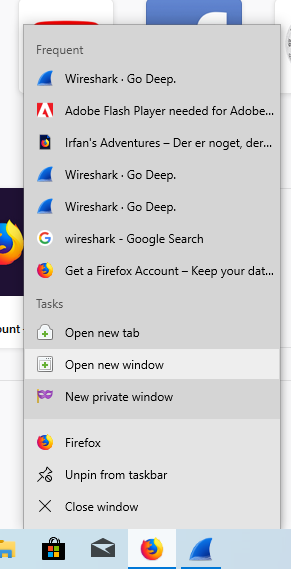 Frequent
Wireshark · Go Deep.
Adobe Flash Player needed for Adobe...
Irfan's Adventures – Der er noget, der...
Wireshark · Go Deep.
Wireshark · Go Deep.
wireshark - Google Search
Get a Firefox Account – Keep your dat...
Tasks
ount
Open new tab
Open new window
New private window
Firefox
Unpin from taskbar
Close window